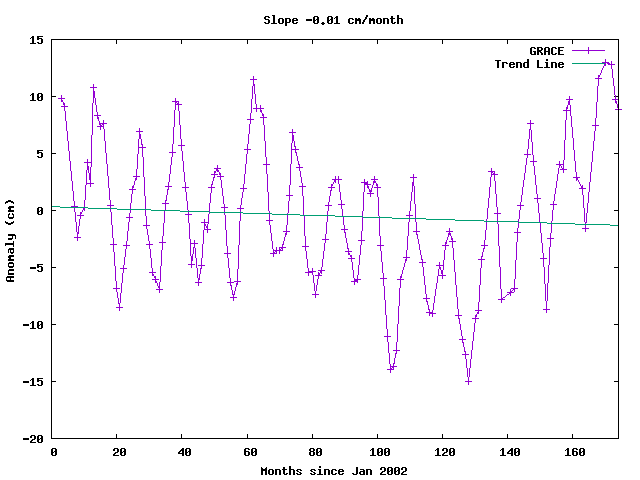 Slope -0.01 cm/month
15
10
5
0
-5
-10
-15
-20
Anomaly (cm)
GRACE
Trend Line
0 20 40 60 80 100 120 140 160
Months since Jan 2002